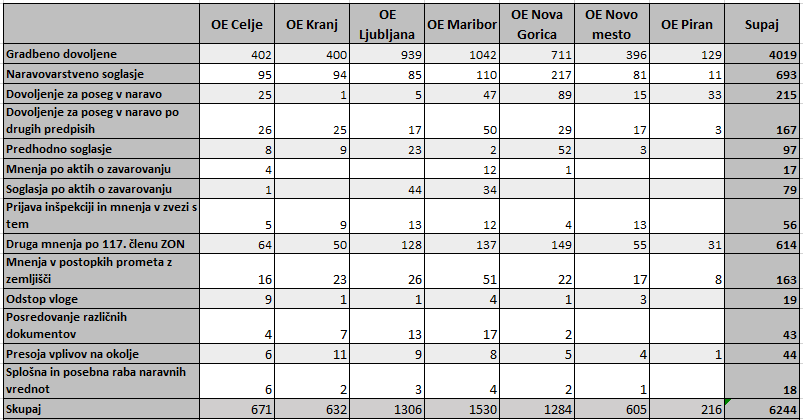 OE Celje OE Kranj OE Ljubljana OE Maribor OE Nova Gorica OE Novo mesto OE Piran Supaj
Gradbeno dovoljene 402 400 939 1042 711 396 129 4019
Naravovarstveno soglasje 95 94 85 110 217 81 11 693
Dovoljenje za poseg v naravo 25 1 5 47 89 15 33 215
Dovoljenje za poseg v naravo po
drugih predpisih 26 25 17 50 29 17 3 167
Predhodno soglasje 8 9 23 2 52 3 97
Mnenja po aktih o zavarovanju 4 12 1 17
Soglasja po aktih o zavarovanju 1 44 34 79
Prijava inšpekciji in mnenja v zvezi s
tem 5 9 13 12 4 13 56
Druga mnenja po 117. členu ZON 64 50 128 137 149 55 31 614
Mnenja v postopkih prometa z
zemljišči 16 23 26 51 22 17 8 163
Odstop vloge 9 1 1 4 1 3 19
Posredovanje različnih
dokumentov 4 7 13 17 2 43
Presoja vplivov na okolje 6 11 9 8 5 4 1 44
Splošna in posebna raba naravnih
vrednot 6 2 3 4 2 1 18
Skupaj 671 632 1306 1530 1284 605 216 6244